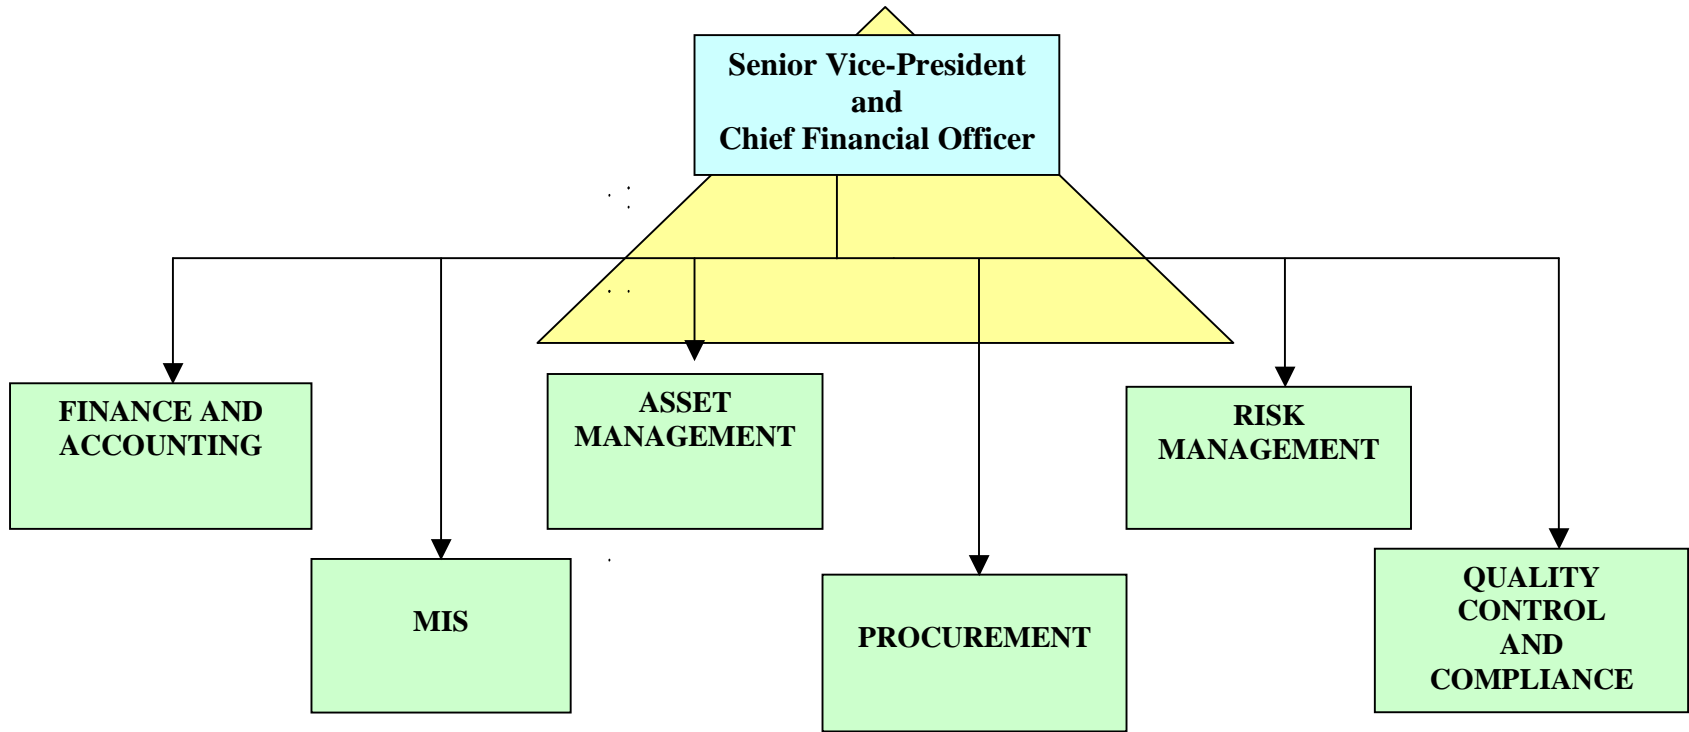 Senior Vice-President
and
Chief Financial Officer
FINANCE AND
ACCOUNTING
MIS
ASSET
MANAGEMENT
PROCUREMENT
RISK
MANAGEMENT
QUALITY
CONTROL
AND
COMPLIANCE